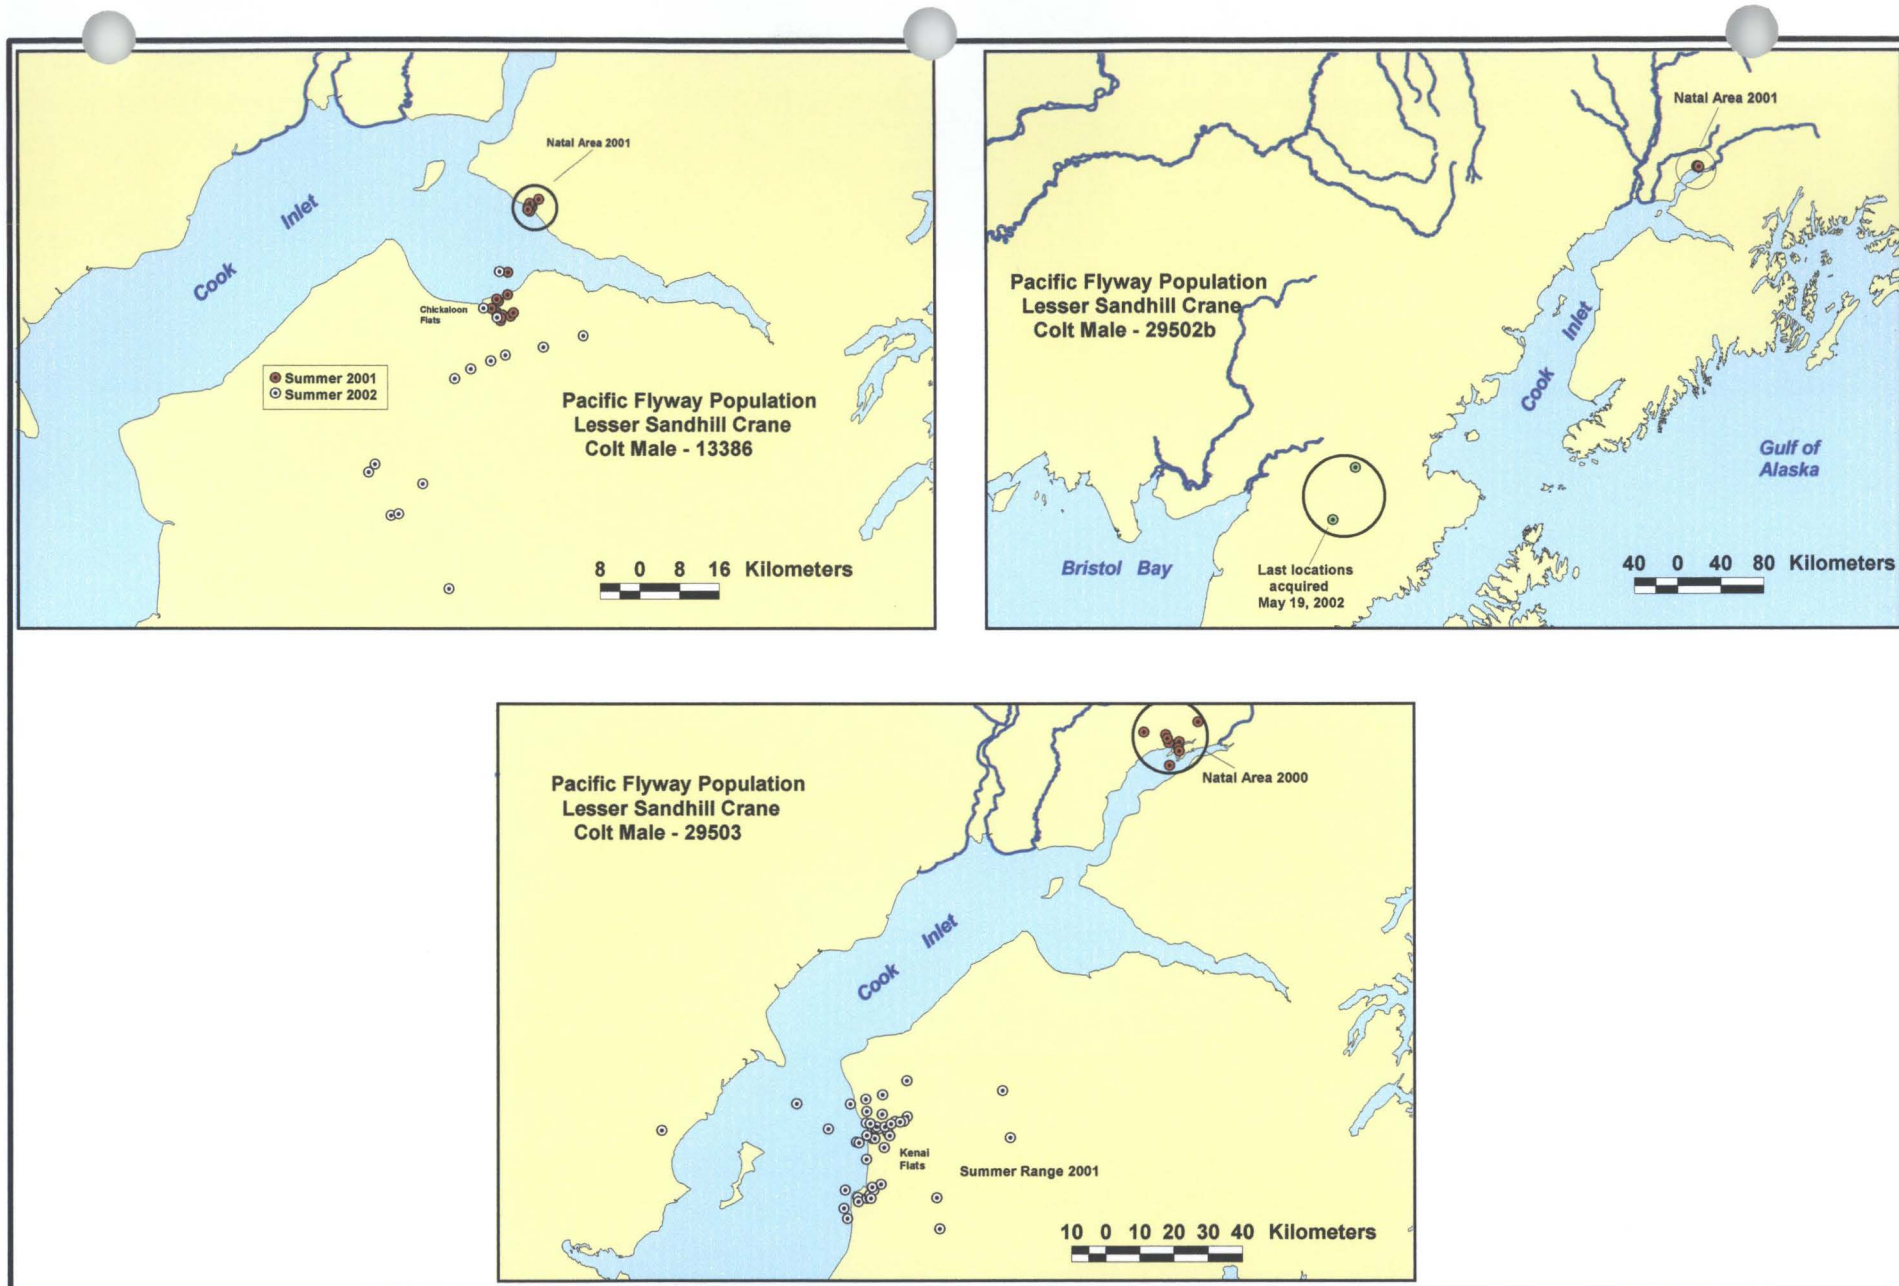 Natal Area 2001
Inlet
Cook
Chickaloon
Flats
Summer 2001
Summer 2002
Pacific Flyway Population
Lesser Sandhill Crane
Colt Male - 13386
8 0 8 16 Kilometers
Natal Area 2001
Pacific Flyway Population
Lesser Sandhill Crane
Colt Male - 29502b
Inlet
Cook
Gulf of
Alaska
Bristol Bay
Last locations
acquired
May 19, 2002
40 0 40 80 Kilometers
Pacific Flyway Population
Lesser Sandhill Crane
Colt Male - 29503
Natal Area 2000
Inlet
Cook
Kenai
Flats
Summer Range 2001
10 0 10 20 30 40 Kilometers